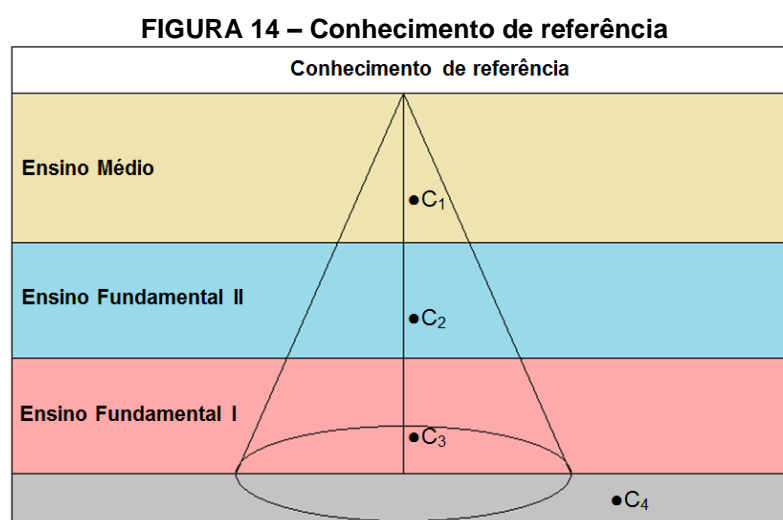 FIGURA 14 – Conhecimento de referência
Conhecimento de referência
Ensino Médio
●C₁
Ensino Fundamental II
●C₂
Ensino Fundamental I
●C₃
●C₄